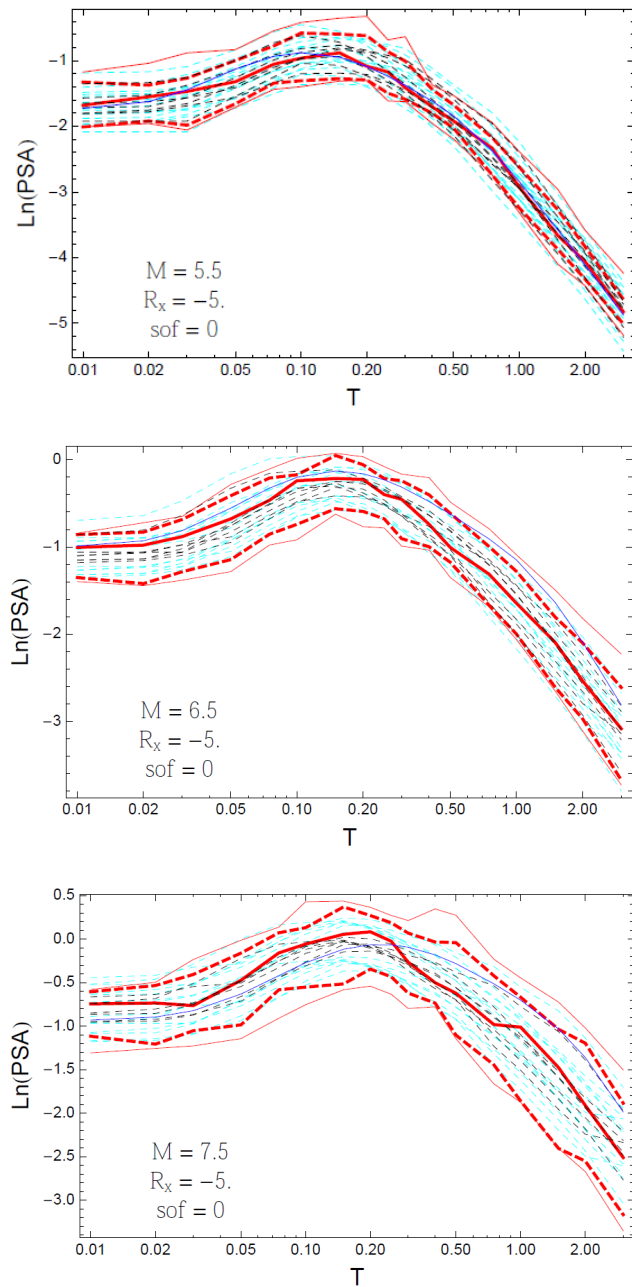 Ln(PSA)
−1
−2
−3
−4
−5
M = 5.5
Rₓ = −5.
sof = 0
0.01 0.02 0.05 0.10 0.20 0.50 1.00 2.00
T
Ln(PSA)
0
−1
−2
−3
M = 6.5
Rₓ = −5.
sof = 0
0.01 0.02 0.05 0.10 0.20 0.50 1.00 2.00
T
Ln(PSA)
0.5
0.0
−0.5
−1.0
−1.5
−2.0
−2.5
−3.0
M = 7.5
Rₓ = −5.
sof = 0
0.01 0.02 0.05 0.10 0.20 0.50 1.00 2.00
T